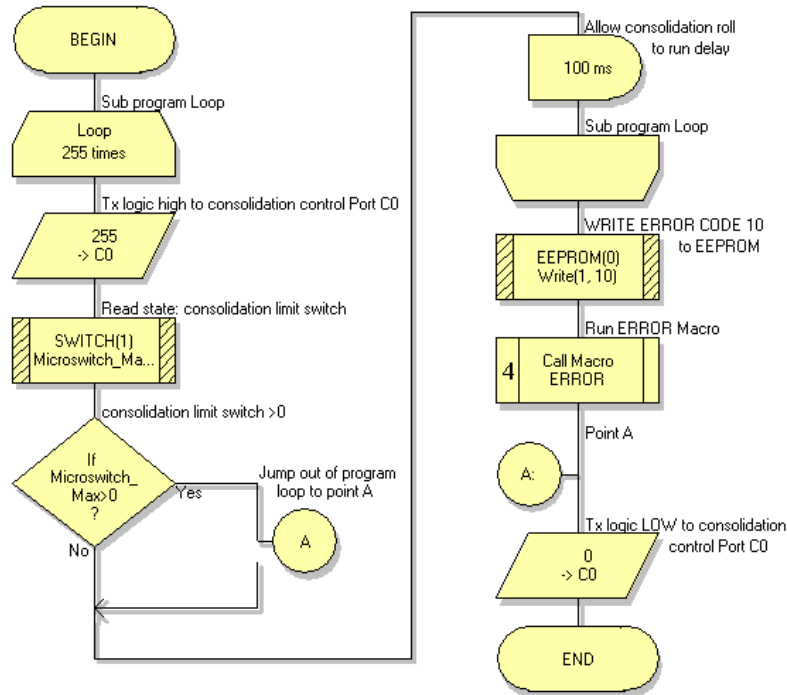 BEGIN
Sub program Loop
Loop
255 times
Tx logic high to consolidation control Port C0
255
-> C0
Read state: consolidation limit switch
SWITCH(1)
Microswitch_Ma...
consolidation limit switch >0
If
Microswitch_
Max>0
?
Yes
No
Jump out of program
loop to point A
A
Allow consolidation roll
to run delay
100 ms
Sub program Loop
WRITE ERROR CODE 10
to EEPROM
EEPROM(0)
Write(1, 10)
Run ERROR Macro
4
Call Macro
ERROR
Point A
A:
Tx logic LOW to consolidation
control Port C0
0
-> C0
END